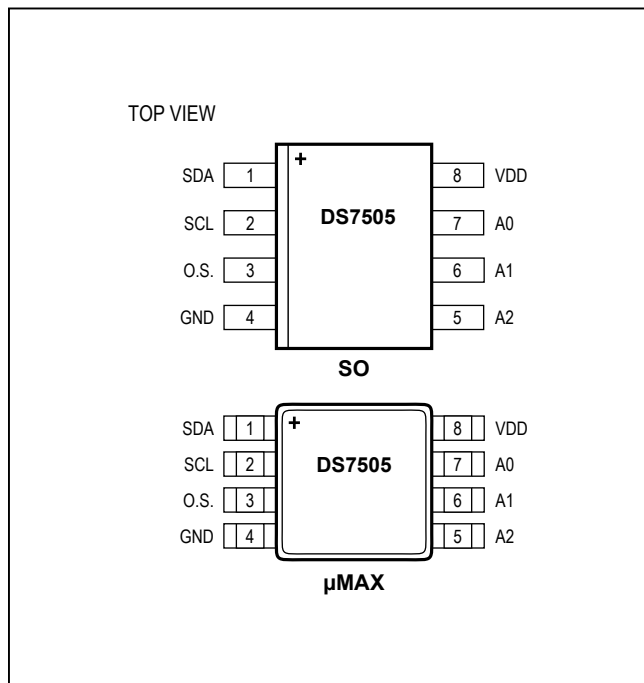 TOP VIEW
+
SDA 1 8 VDD
SCL 2 DS7505 7 A0
O.S. 3 6 A1
GND 4 5 A2
SO
+
SDA 1 8 VDD
SCL 2 DS7505 7 A0
O.S. 3 6 A1
GND 4 5 A2
µMAX